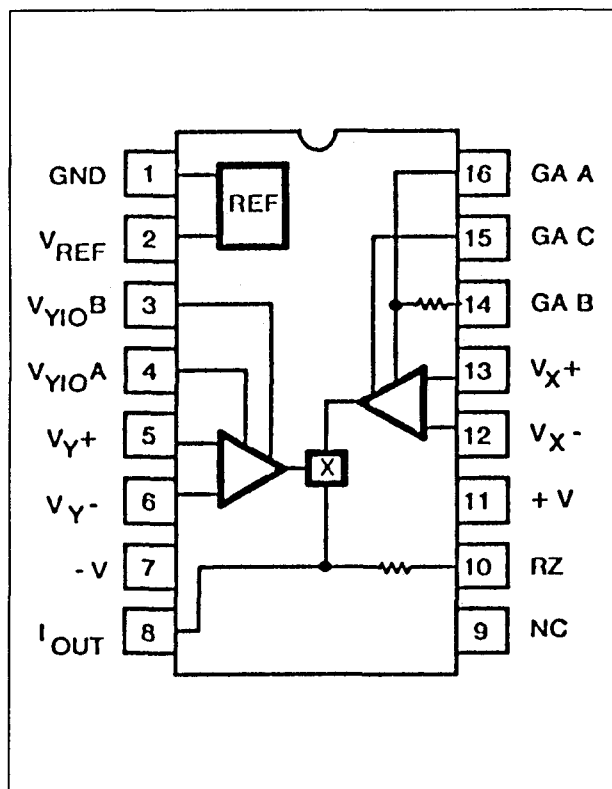 GND 1 REF 16 GA A
VREF 2 15 GA C
VYIOB 3 14 GA B
VYIOA 4 13 VX+
VY+ 5 12 VX-
VY- 6 X 11 +V
-V 7 10 RZ
IOUT 8 9 NC